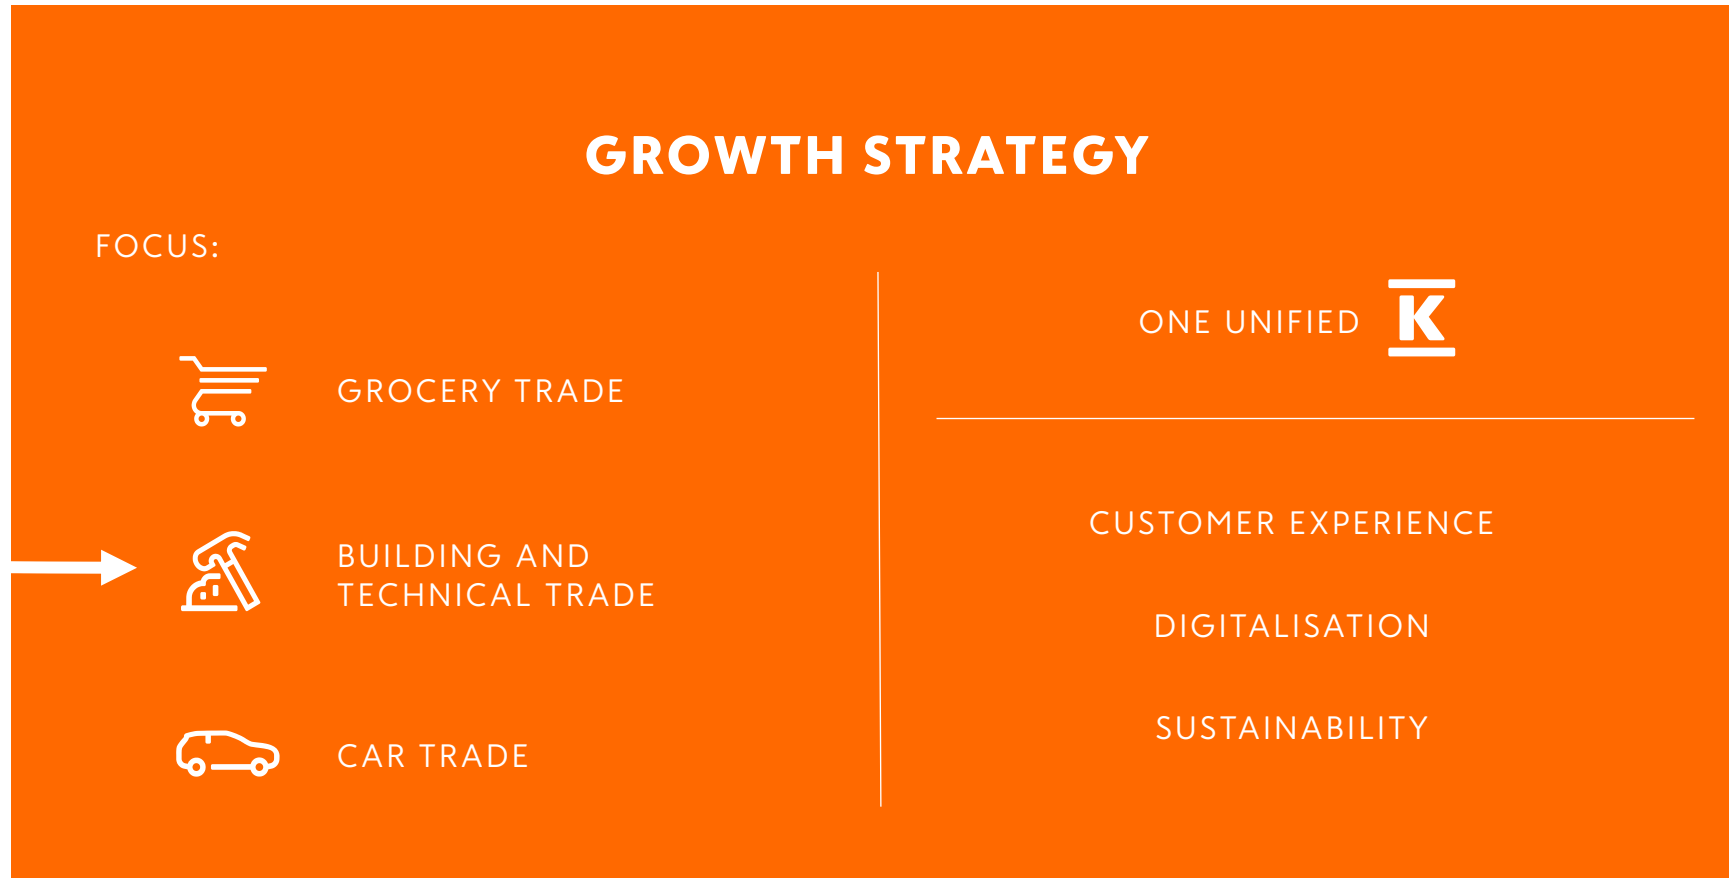 GROWTH STRATEGY
FOCUS:
GROCERY TRADE
BUILDING AND
TECHNICAL TRADE
CAR TRADE
ONE UNIFIED K
CUSTOMER EXPERIENCE
DIGITALISATION
SUSTAINABILITY